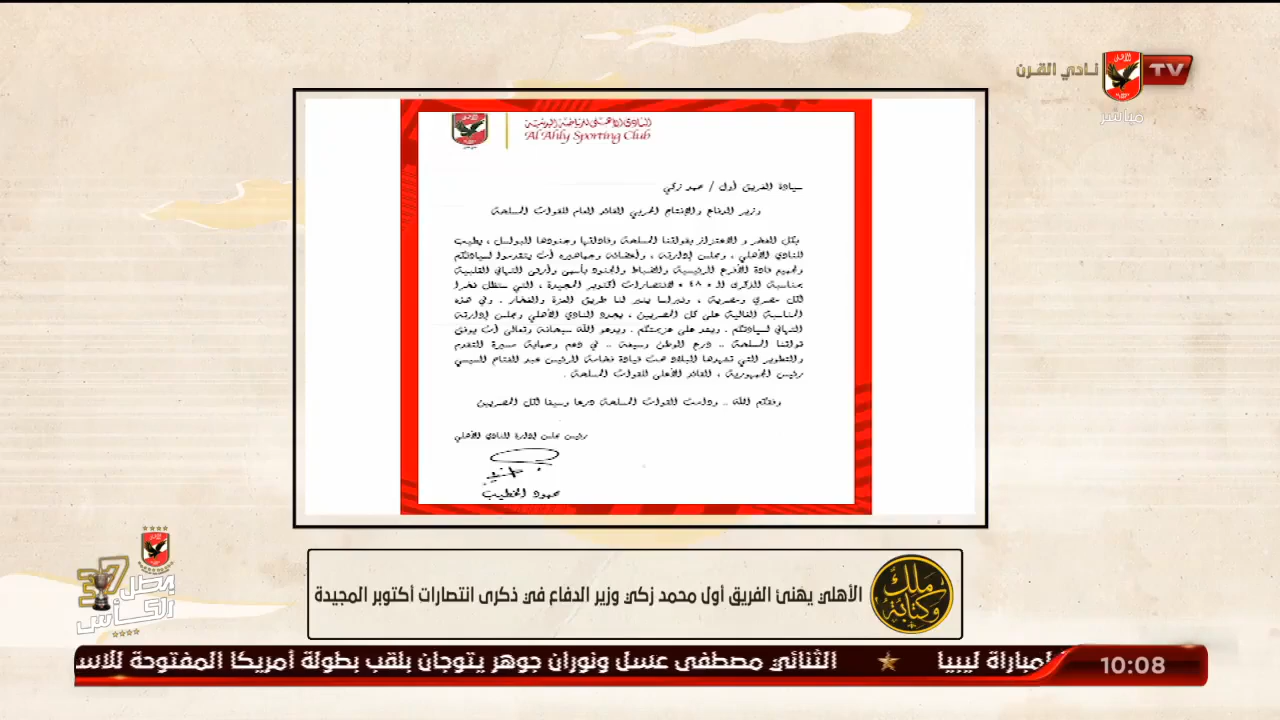 نادي القرن
TV
مباشر
النادي الأهلي للرياضة البدنية
Al Ahly Sporting Club
سيادة الفريق أول / محمد زكي
وزير الدفاع والإنتاج الحربي القائد العام للقوات المسلحة
بكل الفخر و الاعتزاز بقواتنا المسلحة وقادتها وجنودها البواسل ، يطيب
للنادي الأهلي ، ومجلس إدارته ، وأعضائه وجماهيره أن يتقدموا لسيادتكم
ولجميع قادة الأفرع الرئيسية والضباط والجنود بأسمى وأرقى التهاني القلبية
بمناسبة الذكرى الـ « ٤٨ » لانتصارات أكتوبر المجيدة ، التي ستظل فخرا
لكل مصري ومصرية ، ونبراسا ينير لنا طريق العزة والفخار . وفي هذه
المناسبة الغالية على كل المصريين ، يجدد النادي الأهلي ومجلس إدارته
التهاني لسيادتكم . ويدعو الله سبحانه وتعالى أن يوفق
قواتنا المسلحة .. درع الوطن وسيفه .. في دعم وحماية مسيرة التقدم
والتطوير التي تشهدها البلاد تحت قيادة فخامة الرئيس عبد الفتاح السيسي
رئيس الجمهورية ، القائد الأعلى للقوات المسلحة .
وفقكم الله .. ودامت القوات المسلحة درعا وسيفا لكل المصريين
رئيس مجلس إدارة النادي الأهلي
محمود الخطيب
ملك وكتابة
الأهلي يهنئ الفريق أول محمد زكي وزير الدفاع في ذكرى انتصارات أكتوبر المجيدة
37
بطل الكأس
لمباراة ليبيا ★ الثنائي مصطفى عسل ونوران جوهر يتوجان بلقب بطولة أمريكا المفتوحة للاس
10:08